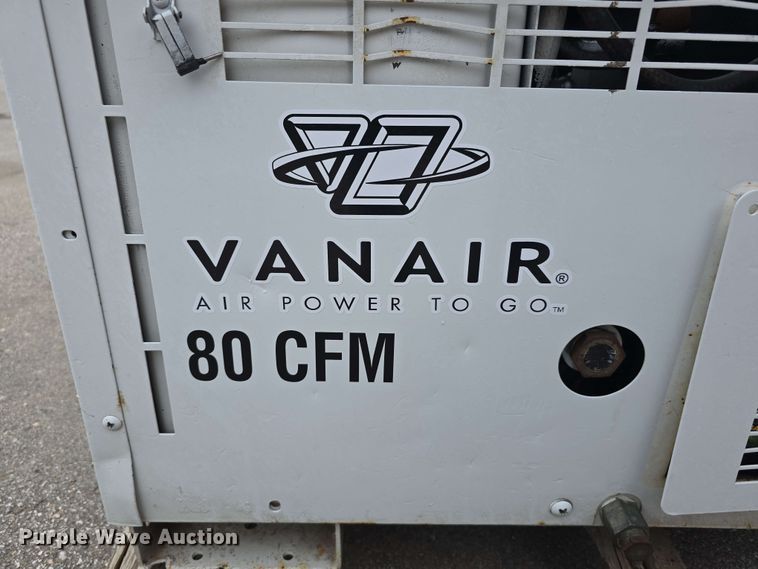 VANAIR®
AIR POWER TO GO™
80 CFM
Purple Wave Auction